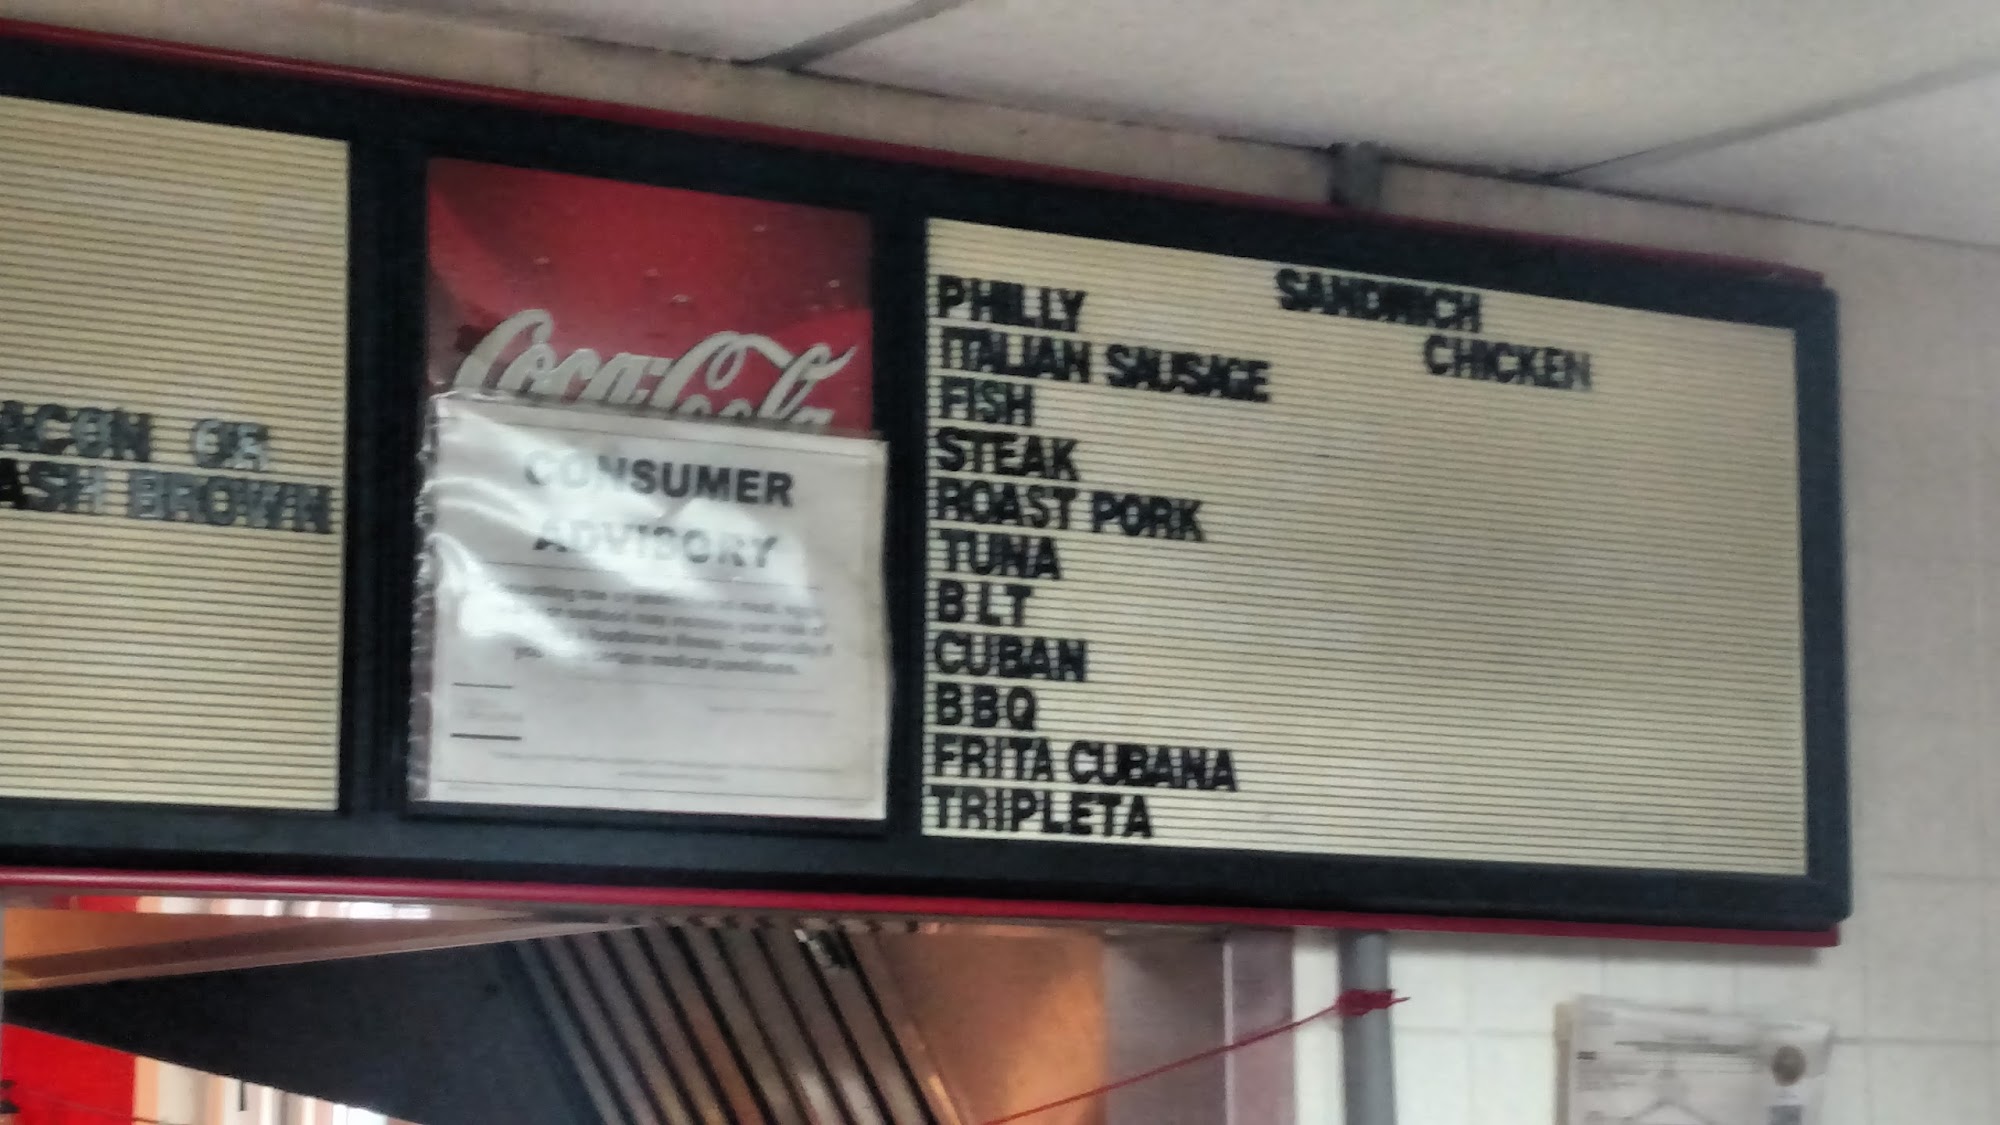 ACON OR
ASH BROWN
Coca-Cola
CONSUMER
ADVISORY
SANDWICH
PHILLY
CHICKEN
ITALIAN SAUSAGE
FISH
STEAK
ROAST PORK
TUNA
BLT
CUBAN
BBQ
FRITA CUBANA
TRIPLETA